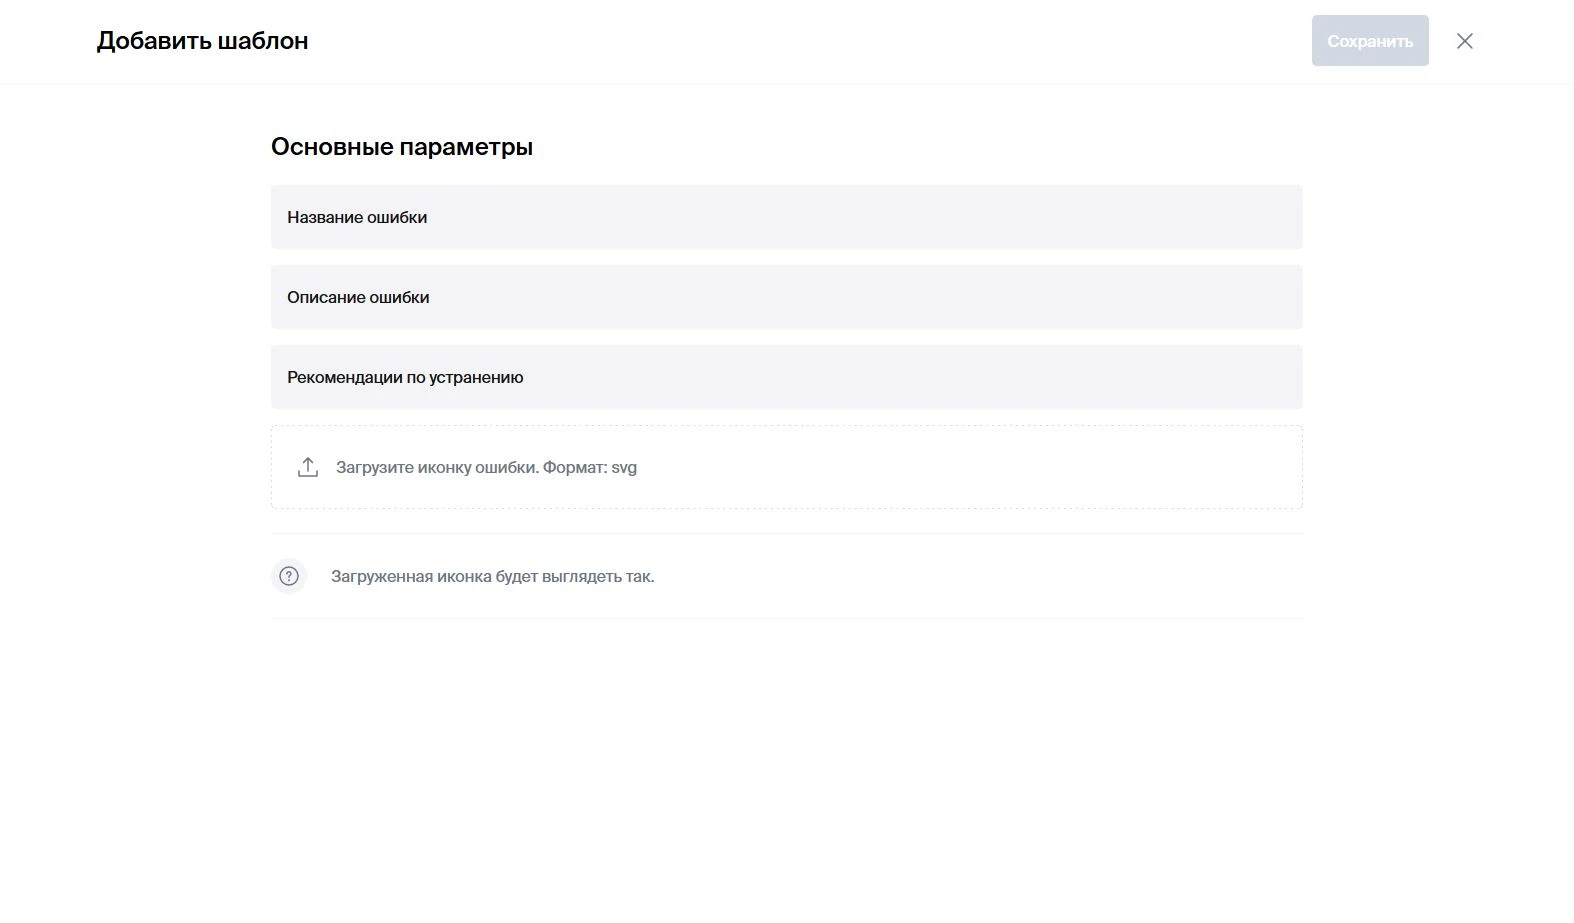 Добавить шаблон
Сохранить
Основные параметры
Название ошибки
Описание ошибки
Рекомендации по устранению
Загрузите иконку ошибки. Формат: svg
Загруженная иконка будет выглядеть так.